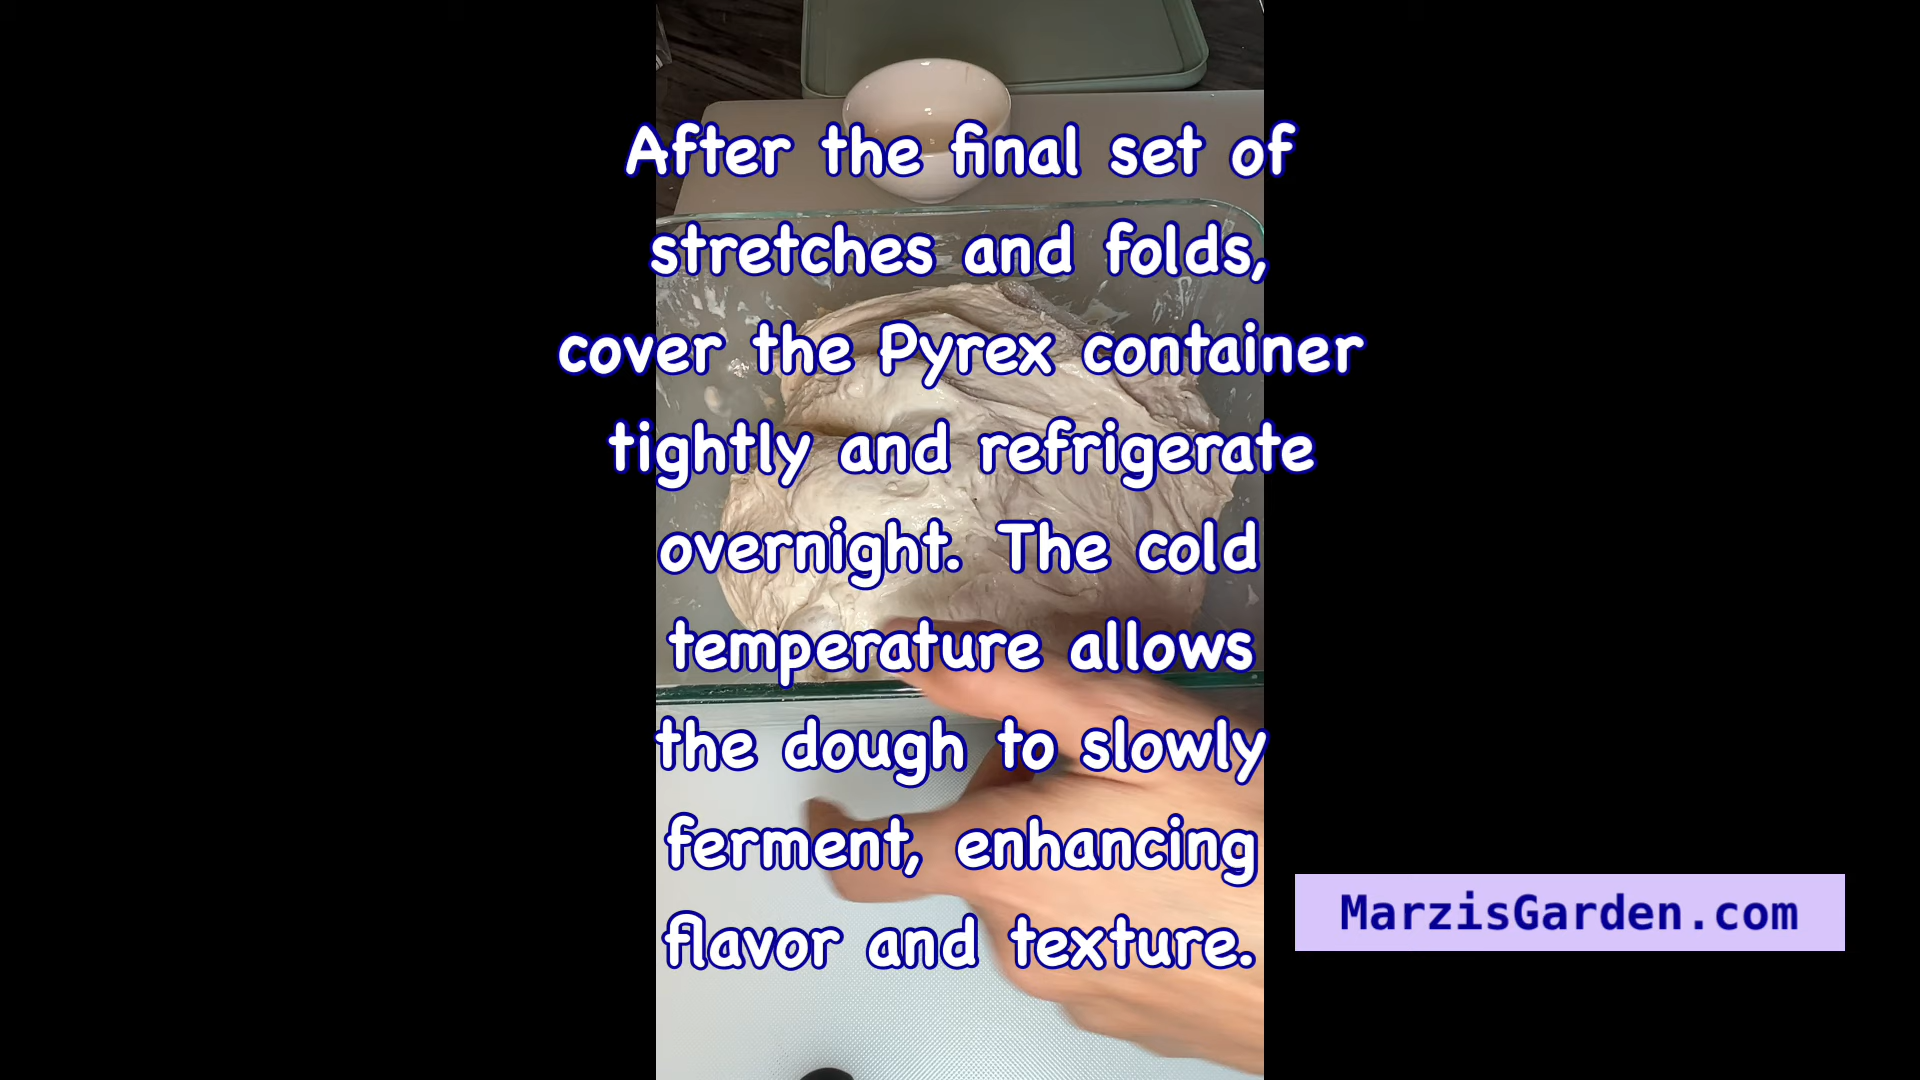 After the final set of
stretches and folds,
cover the Pyrex container
tightly and refrigerate
overnight. The cold
temperature allows
the dough to slowly
ferment, enhancing
flavor and texture.
MarzisGarden.com